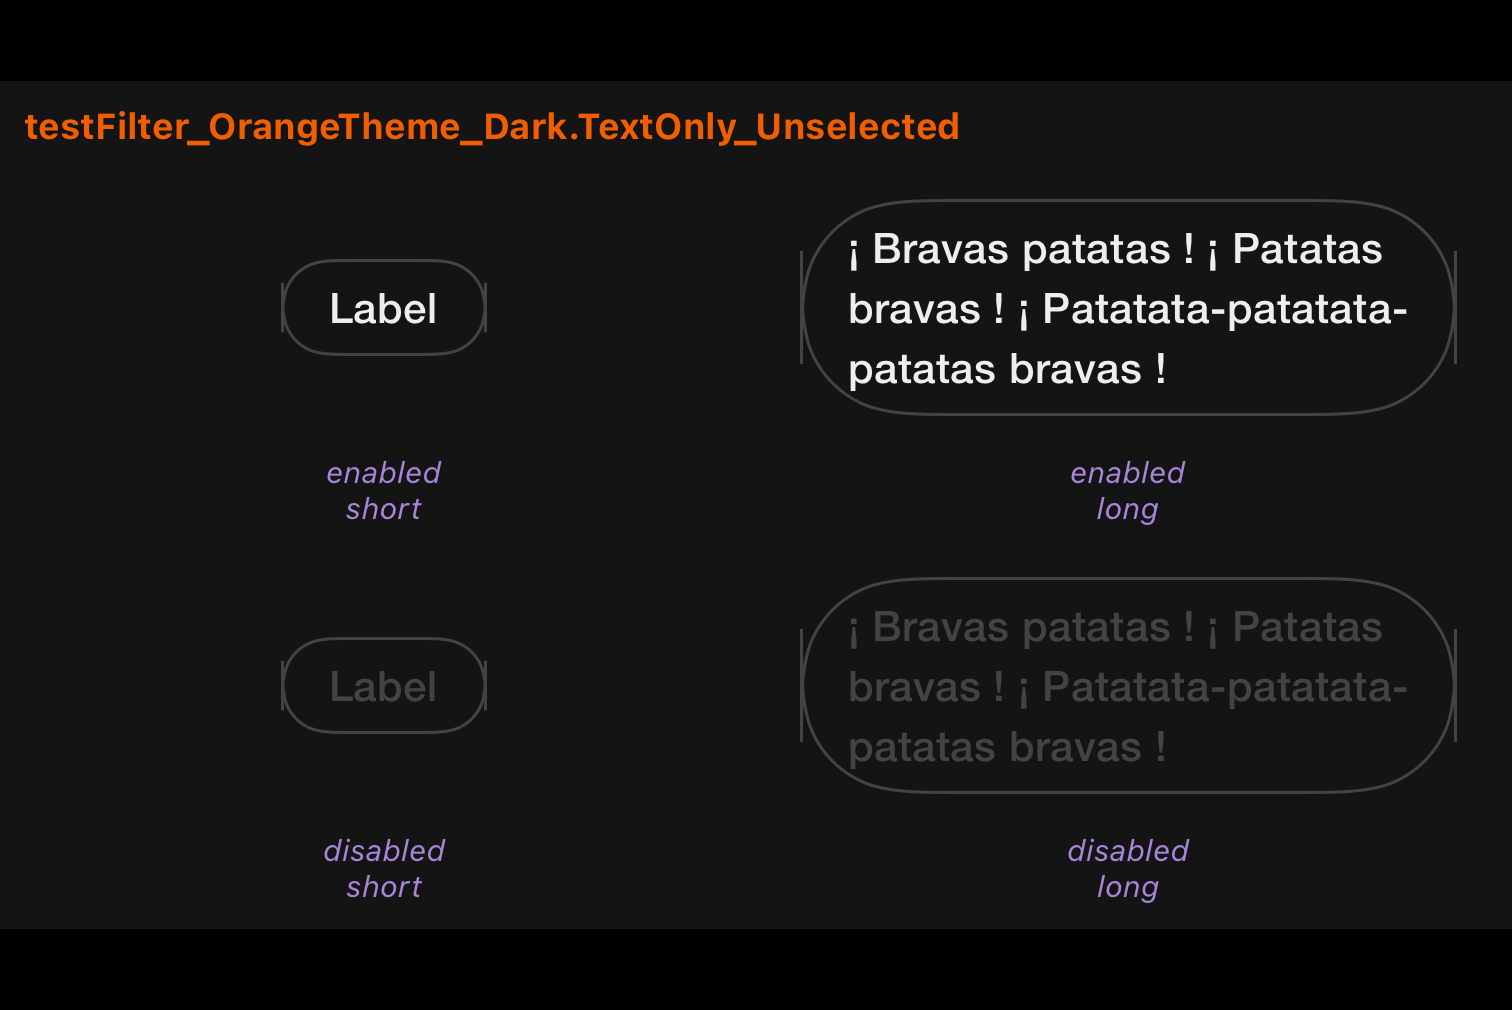 testFilter_OrangeTheme_Dark.TextOnly_Unselected
Label
¡ Bravas patatas ! ¡ Patatas
bravas ! ¡ Patatata-patatata-
patatas bravas !
enabled
short
enabled
long
Label
¡ Bravas patatas ! ¡ Patatas
bravas ! ¡ Patatata-patatata-
patatas bravas !
disabled
short
disabled
long